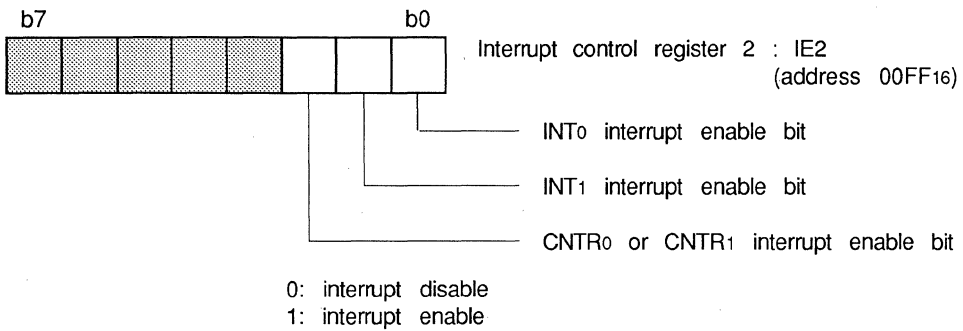 b7 b0
Interrupt control register 2 : IE2
(address 00FF16)
INT0 interrupt enable bit
INT1 interrupt enable bit
CNTR0 or CNTR1 interrupt enable bit
0: interrupt disable
1: interrupt enable